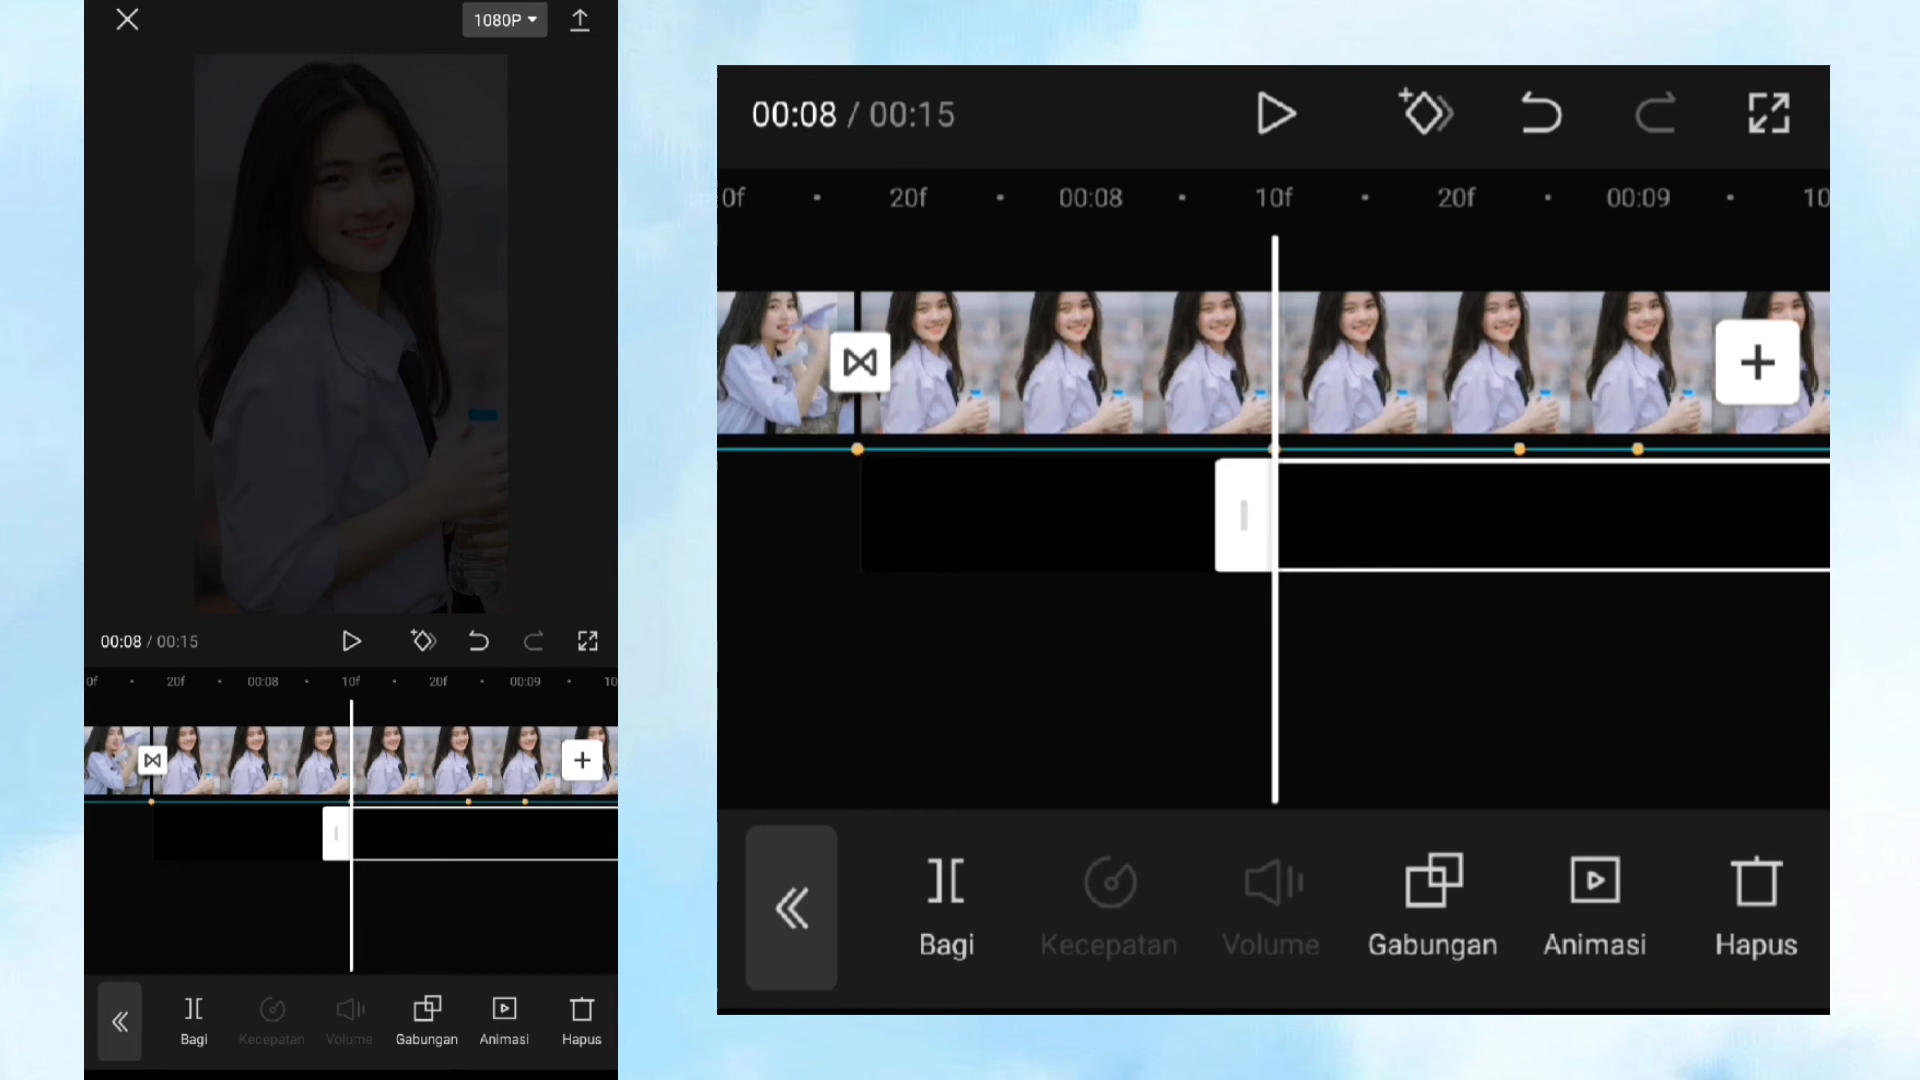 1080P
00:08 / 00:15
0f 20f 00:08 10f 20f 00:09 10
Bagi Kecepatan Volume Gabungan Animasi Hapus
00:08 / 00:15
0f 20f 00:08 10f 20f 00:09 10
Bagi Kecepatan Volume Gabungan Animasi Hapus